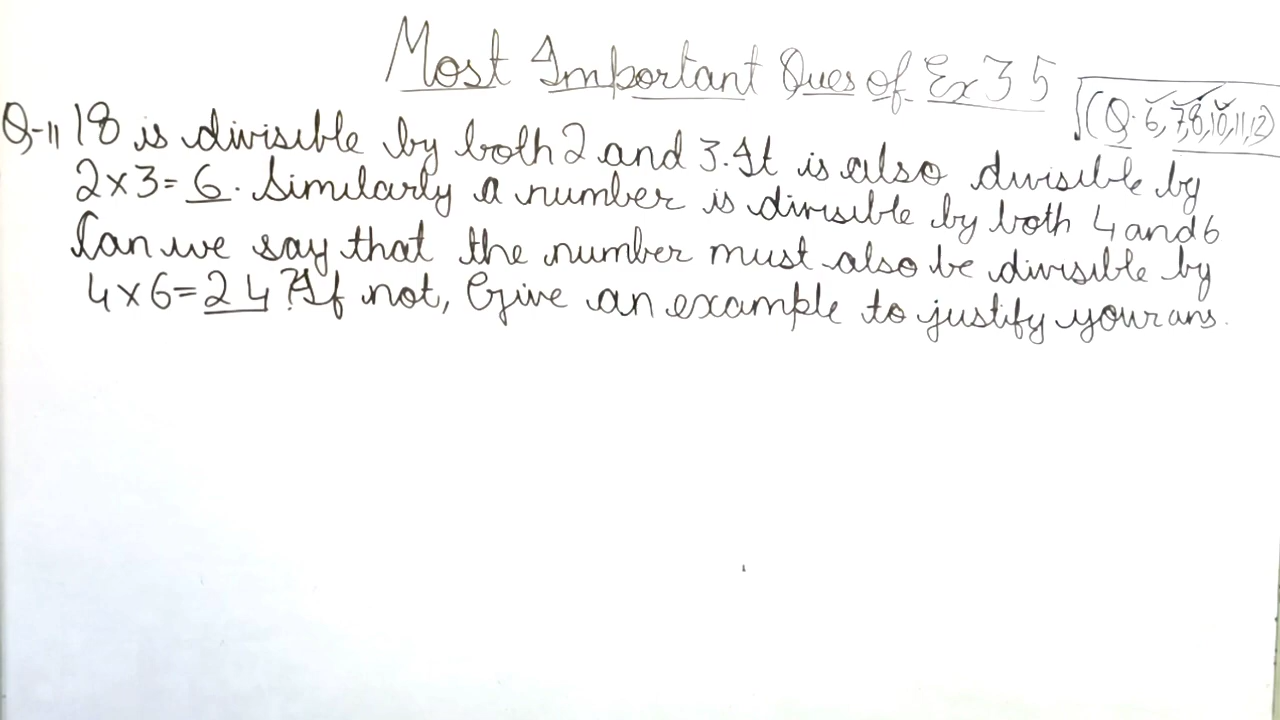 Most Important Ques of Ex 3 5
(Q. 6, 7, 8, 10, 11, 12)
Q-11 18 is divisible by both 2 and 3. It is also divisible by
2×3=6. Similarly a number is divisible by both 4 and 6
Can we say that the number must also be divisible by
4×6=24? If not, Give an example to justify your ans.